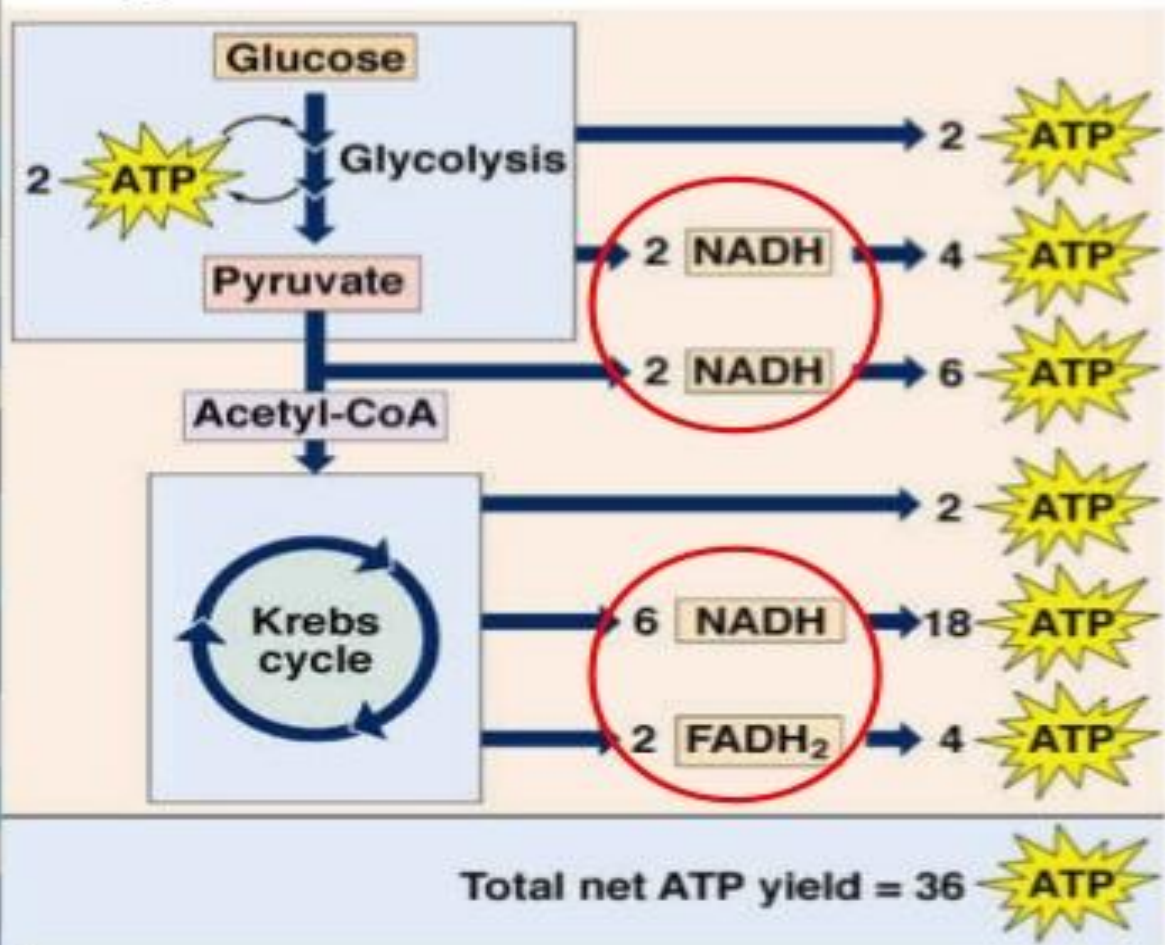 Glucose
2 ATP
Glycolysis
Pyruvate
2 ATP
2 NADH 4 ATP
2 NADH 6 ATP
Acetyl-CoA
2 ATP
Krebs
cycle
6 NADH 18 ATP
2 FADH₂ 4 ATP
Total net ATP yield = 36 ATP